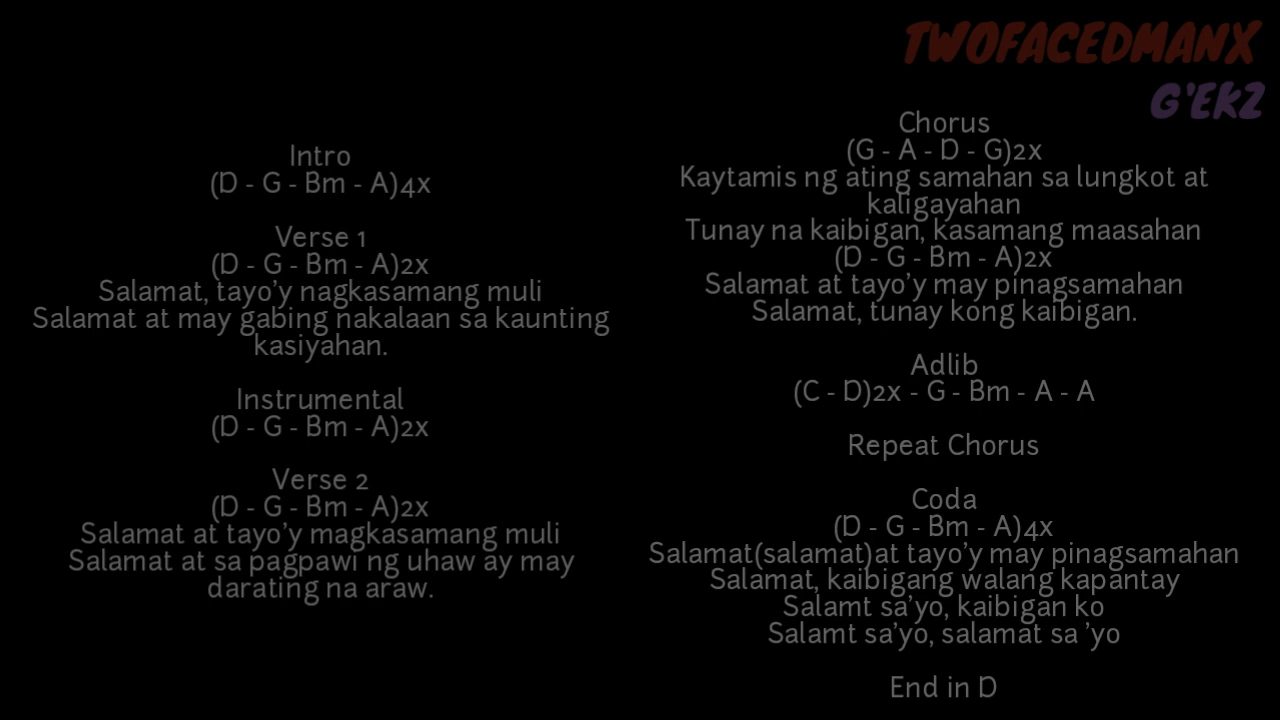 TWOFACEDMANX
G'EKZ
Intro
(D - G - Bm - A)4x
Verse 1
(D - G - Bm - A)2x
Salamat, tayo'y nagkasamang muli
Salamat at may gabing nakalaan sa kaunting
kasiyahan.
Instrumental
(D - G - Bm - A)2x
Verse 2
(D - G - Bm - A)2x
Salamat at tayo'y magkasamang muli
Salamat at sa pagpawi ng uhaw ay may
darating na araw.
Chorus
(G - A - D - G)2x
Kaytamis ng ating samahan sa lungkot at
kaligayahan
Tunay na kaibigan, kasamang maasahan
(D - G - Bm - A)2x
Salamat at tayo'y may pinagsamahan
Salamat, tunay kong kaibigan.
Adlib
(C - D)2x - G - Bm - A - A
Repeat Chorus
Coda
(D - G - Bm - A)4x
Salamat(salamat)at tayo'y may pinagsamahan
Salamat, kaibigang walang kapantay
Salamt sa'yo, kaibigan ko
Salamt sa'yo, salamat sa 'yo
End in D